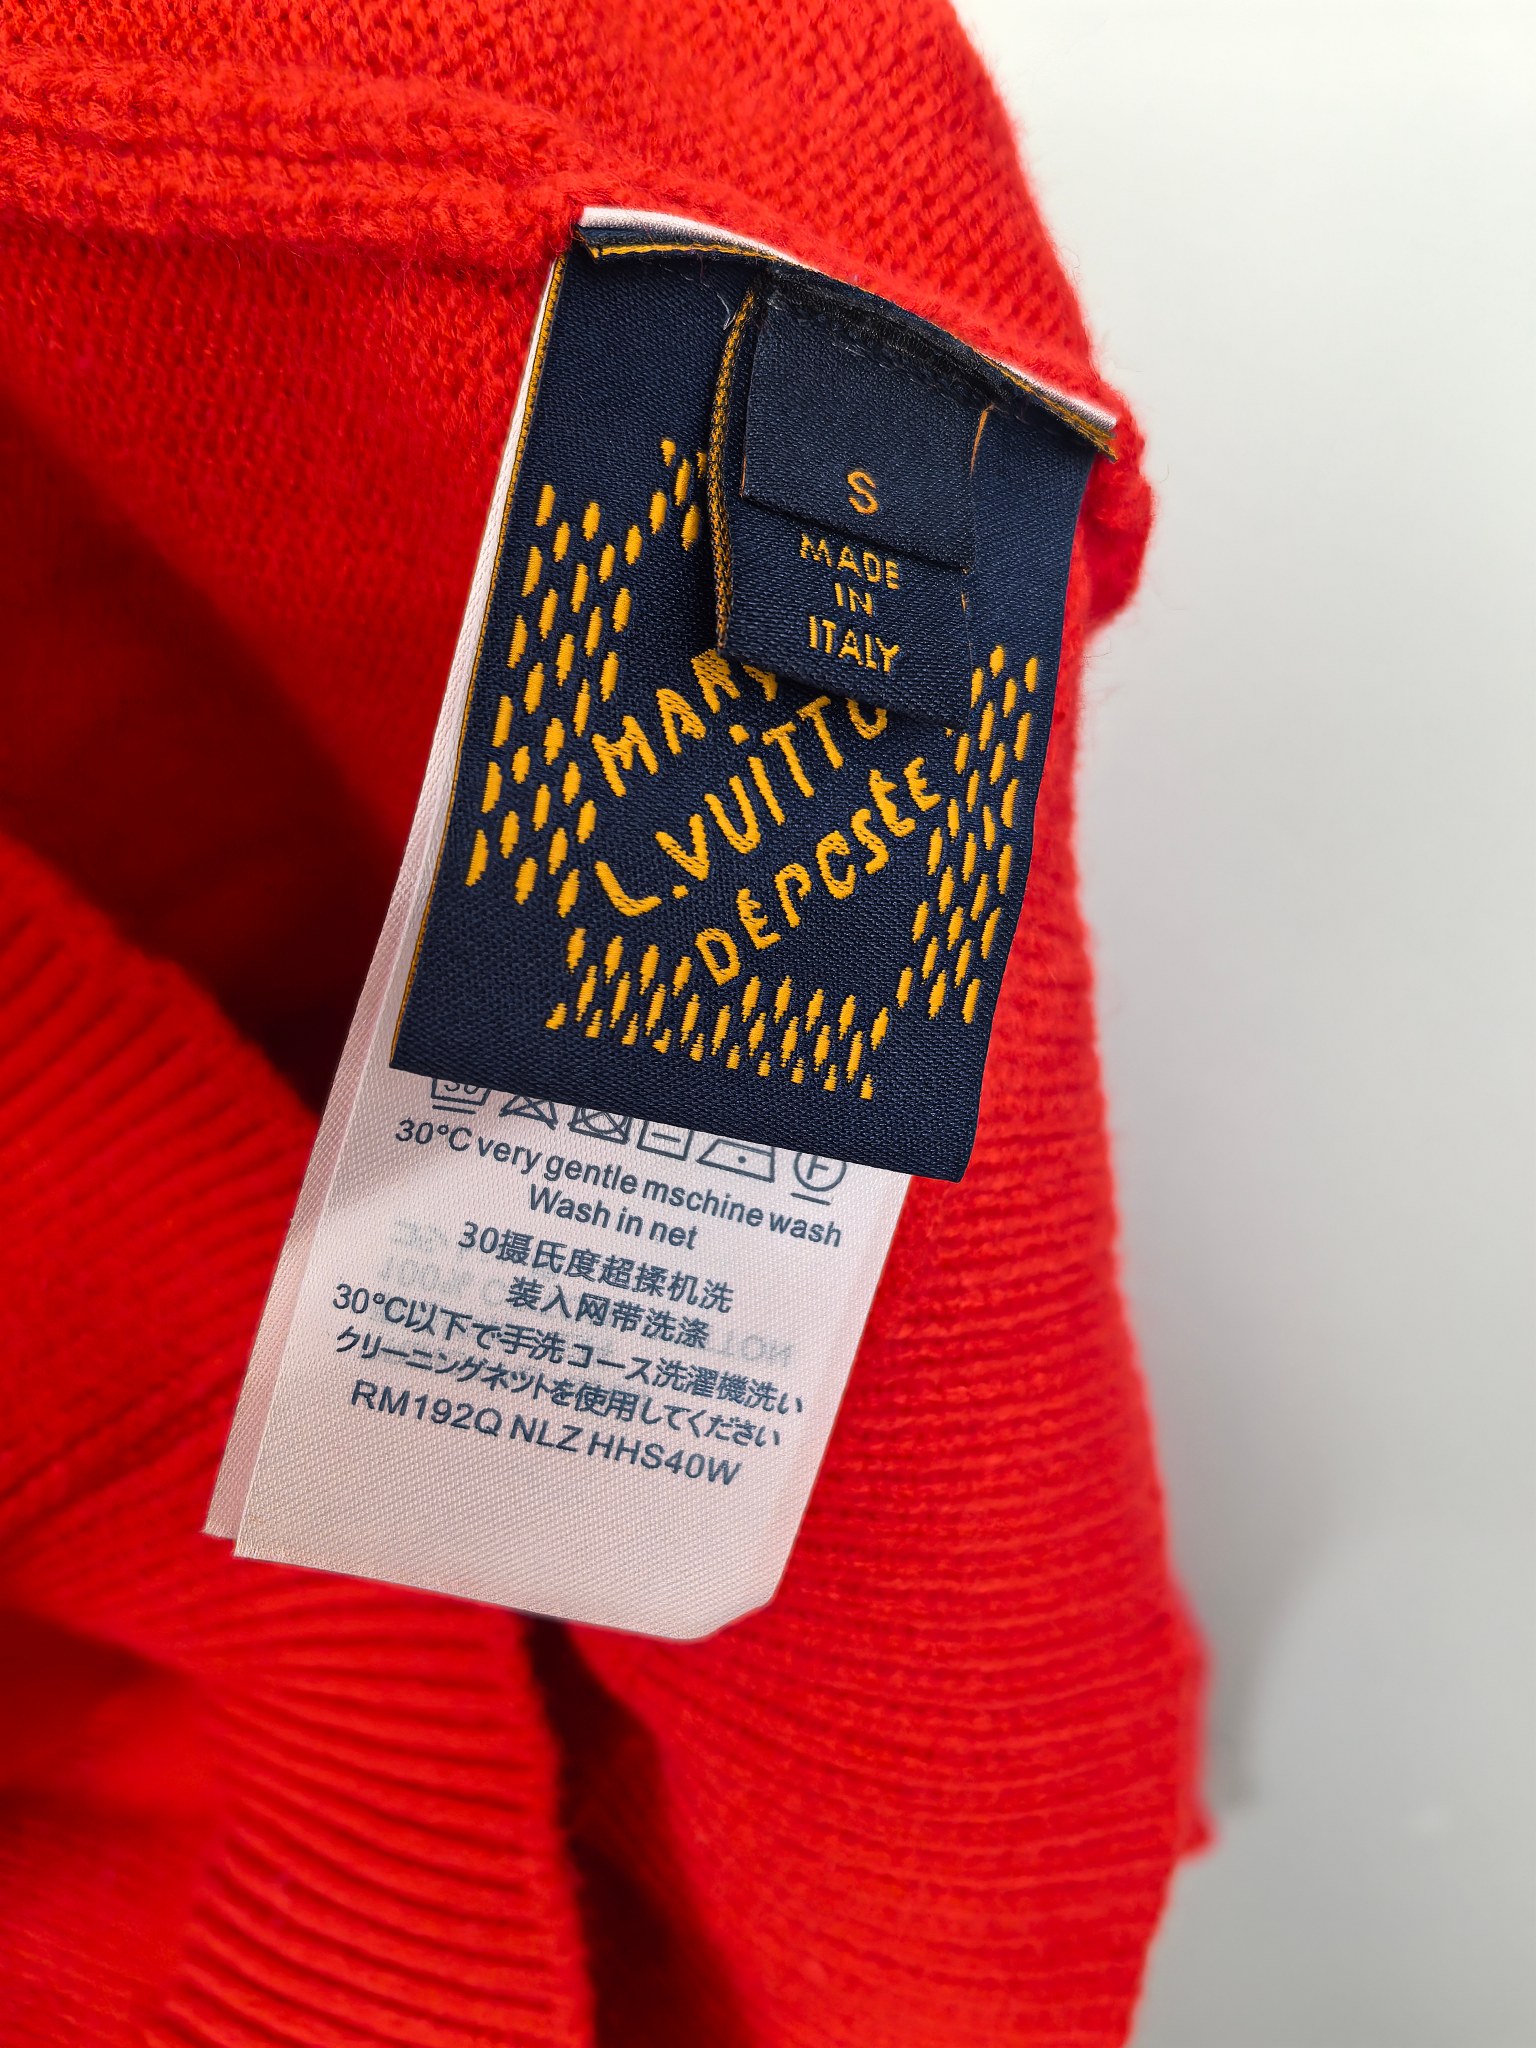 S
MADE
IN
ITALY
L.VUITTO
DÉPCSÉE
30°C very gentle mschine wash
Wash in net
30摄氏度超揉机洗
装入网带洗涤
30°C以下で手洗コース洗濯機洗い
クリーニングネットを使用してください
RM192Q NLZ HHS40W